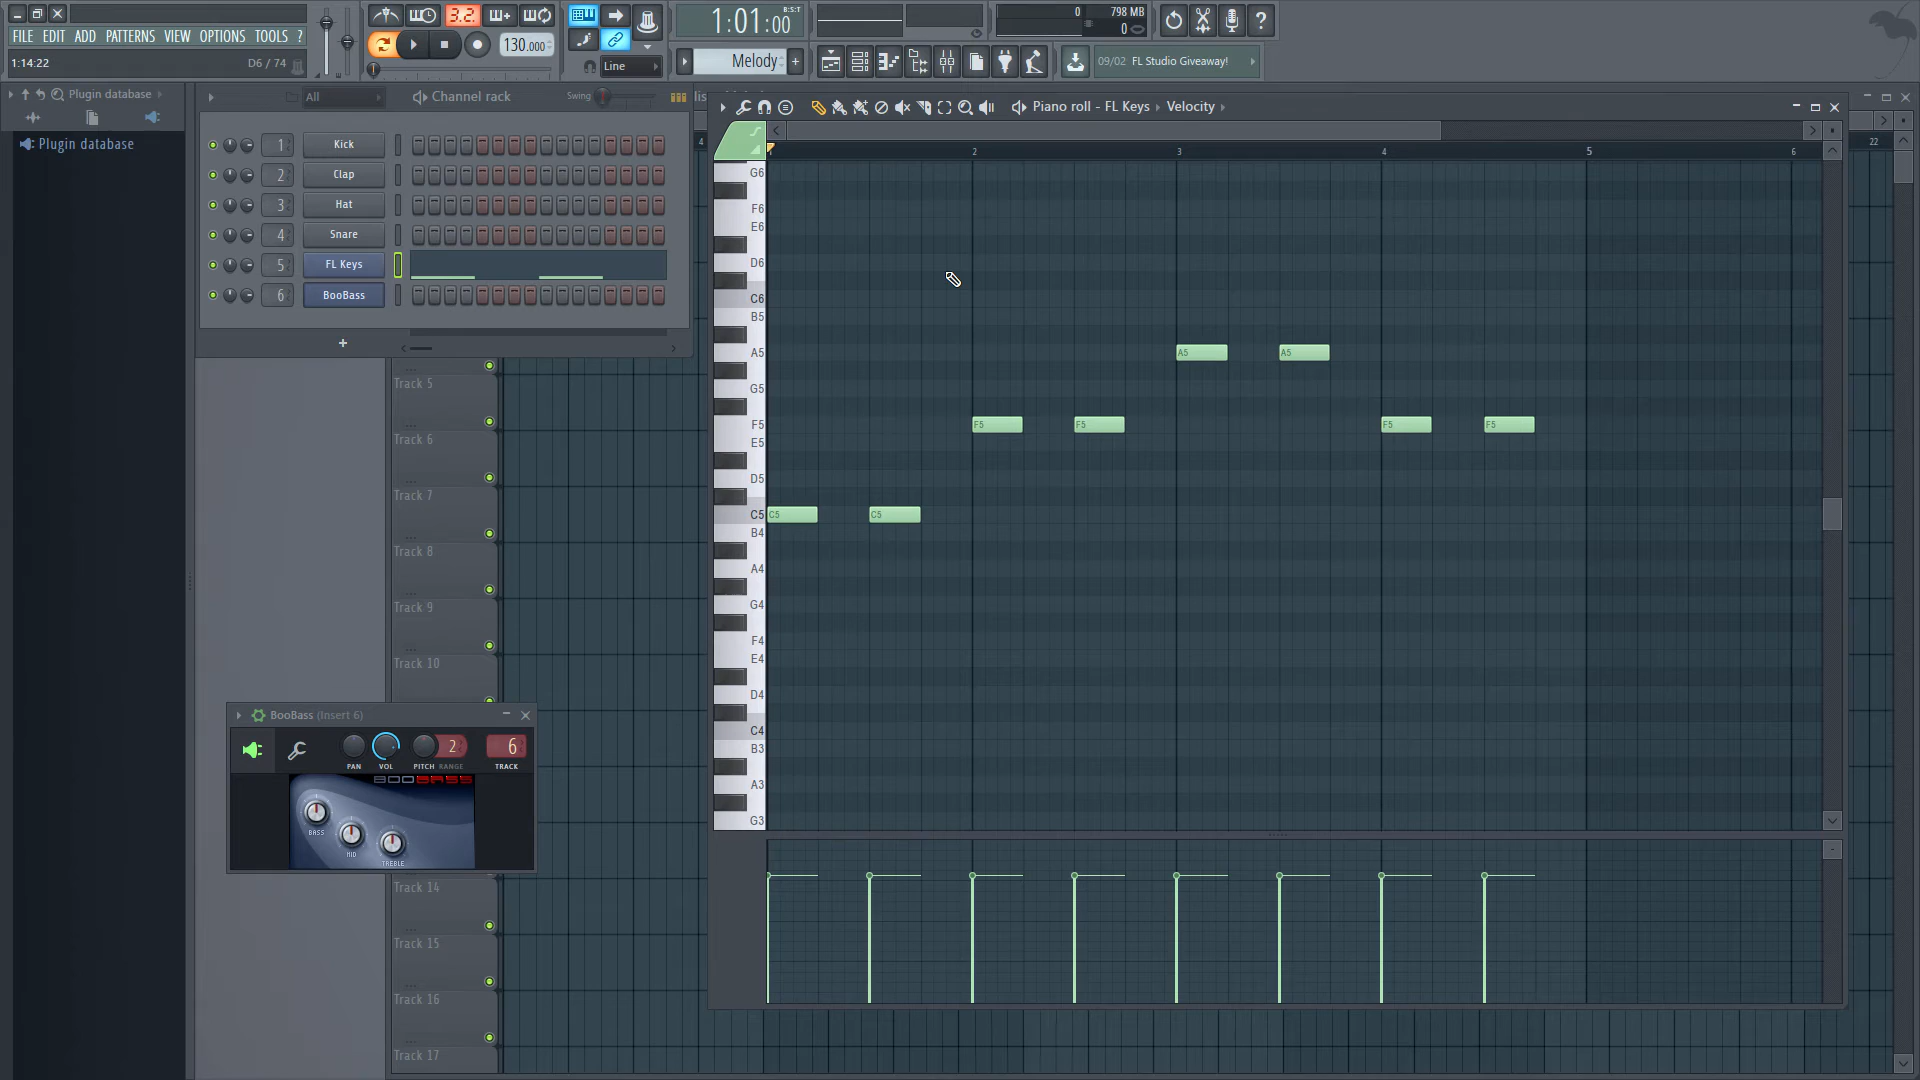 FILE EDIT ADD PATTERNS VIEW OPTIONS TOOLS ?
1:14:22 D6 / 74
3.2.
130.000
Line
1:01:00
B:S:T
Melody
0
798 MB
0
09/02 FL Studio Giveaway!
Plugin database
Plugin database
All
Channel rack
Swing
1 Kick
2 Clap
3 Hat
4 Snare
5 FL Keys
6 BooBass
+
Track 5
Track 6
Track 7
Track 8
Track 9
Track 10
Track 14
Track 15
Track 16
Track 17
BooBass (Insert 6)
2
6
PAN VOL PITCH RANGE TRACK
BOOBASS
BASS
MID
TREBLE
Piano roll - FL Keys Velocity
4
22
1 2 3 4 5 6
G6
F6
E6
D6
C6
B5
A5 A5 A5
G5
F5 F5 F5 F5 F5
E5
D5
C5 C5 C5
B4
A4
G4
F4
E4
D4
C4
B3
A3
G3